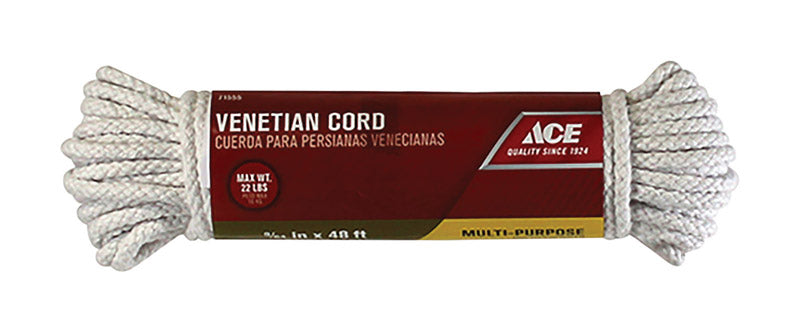 71555
VENETIAN CORD
CUERDA PARA PERSIANAS VENECIANAS
MAX WT.
22 LBS
ACE
QUALITY SINCE 1924
in x 48 ft
MULTI-PURPOSE